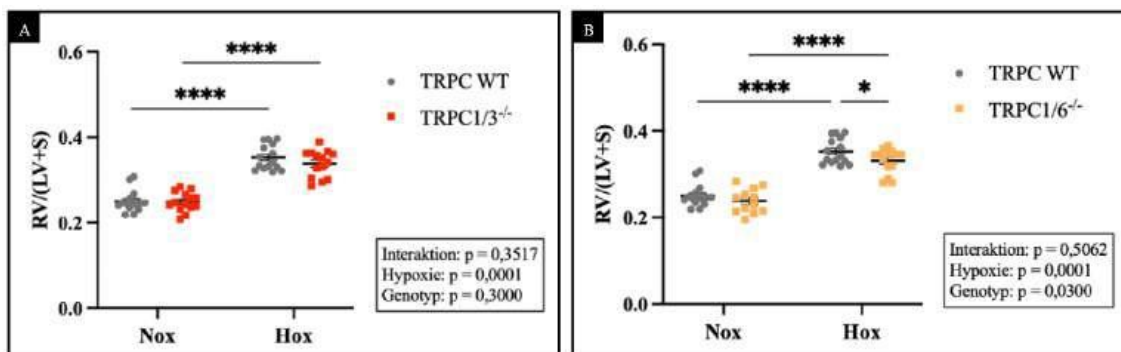 A
RV/(LV+S)
0.6
0.4
0.2
0.0
****
****
TRPC WT
TRPC1/3-/-
Interaktion: p = 0,3517
Hypoxie: p = 0,0001
Genotyp: p = 0,3000
Nox
Hox
B
RV/(LV+S)
0.6
0.4
0.2
0.0
****
****
*
TRPC WT
TRPC1/6-/-
Interaktion: p = 0,5062
Hypoxie: p = 0,0001
Genotyp: p = 0,0300
Nox
Hox